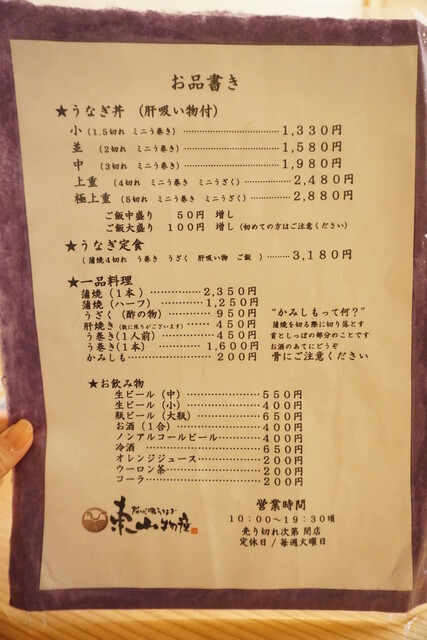 お品書き
★うなぎ丼 (肝吸い物付)
小 (1.5切れ ミニう巻き) 1,330円
並 (2切れ ミニう巻き) 1,580円
中 (3切れ ミニう巻き) 1,980円
上重 (4切れ ミニう巻き ミニうざく) 2,480円
極上重 (5切れ ミニう巻き ミニうざく) 2,880円
ご飯中盛り 50円 増し
ご飯大盛り 100円 増し (初めての方はご注意ください)
★うなぎ定食
(蒲焼4切れ う巻き うざく 肝吸い物 ご飯) 3,180円
★一品料理
蒲焼 (1本) 2,350円
蒲焼 (ハーフ) 1,250円
うざく (酢の物) 950円
肝焼き (数に限りがございます) 450円
う巻き (1人前) 450円
う巻き (1本) 1,600円
かみしも 200円
"かみしもって何?"
蒲焼を切る際に切り落とす
首としっぽの部分のことです
お酒のあてにどうぞ
骨にご注意ください
★お飲み物
生ビール (中) 550円
生ビール (小) 400円
瓶ビール (大瓶) 650円
お酒 (1合) 400円
ノンアルコールビール 400円
冷酒 650円
オレンジジュース 200円
ウーロン茶 200円
コーラ 200円
東山物産
営業時間
10:00〜19:30頃
売り切れ次第 閉店
定休日/毎週火曜日